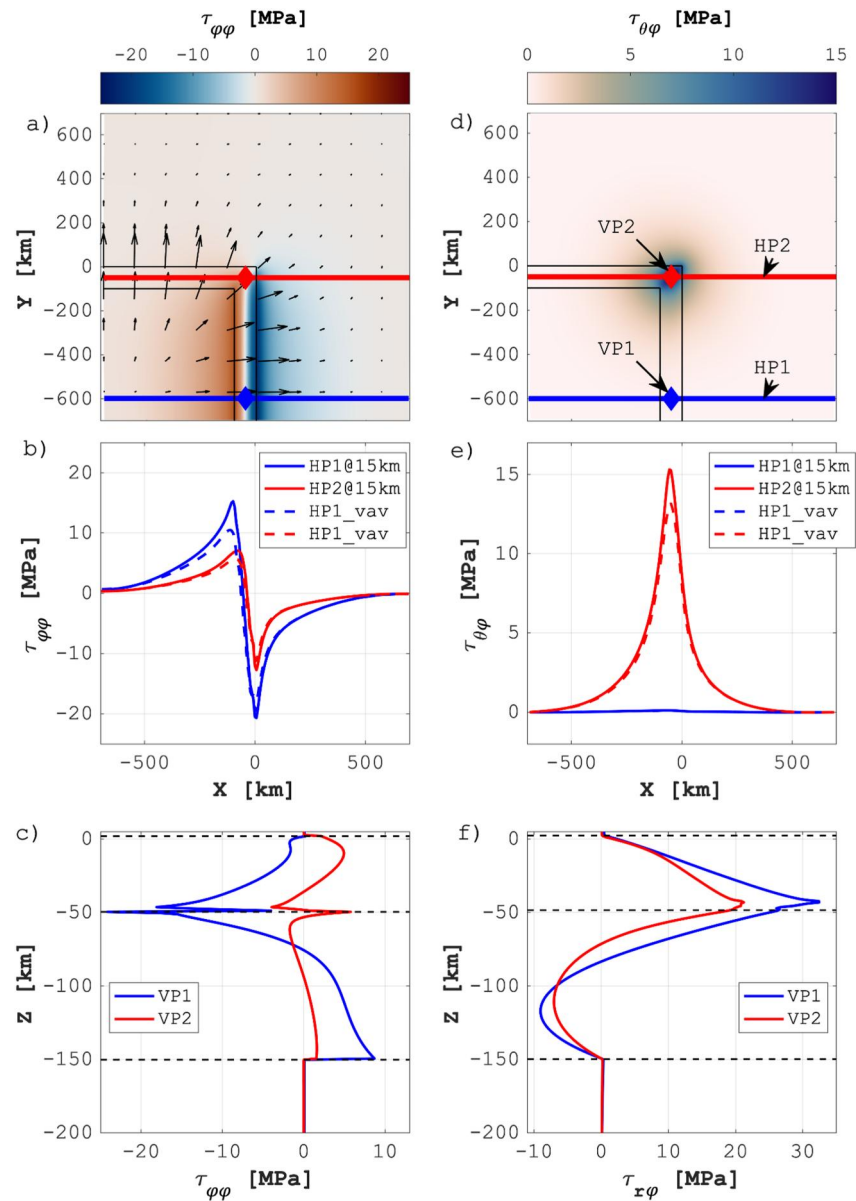 τφφ [MPa]
-20 -10 0 10 20
a)
600
400
200
0
-200
-400
-600
Y [km]
τθφ [MPa]
0 5 10 15
d)
600
400
200
0
-200
-400
-600
Y [km]
VP2
HP2
VP1
HP1
b)
20
10
0
-10
-20
τφφ [MPa]
HP1@15km
HP2@15km
HP1_vav
HP1_vav
-500 0 500
X [km]
e)
15
10
5
0
τθφ [MPa]
HP1@15km
HP2@15km
HP1_vav
HP1_vav
-500 0 500
X [km]
c)
0
-50
-100
-150
-200
Z [km]
VP1
VP2
-20 -10 0 10
τφφ [MPa]
f)
0
-50
-100
-150
-200
Z [km]
VP1
VP2
-10 0 10 20 30
τrφ [MPa]